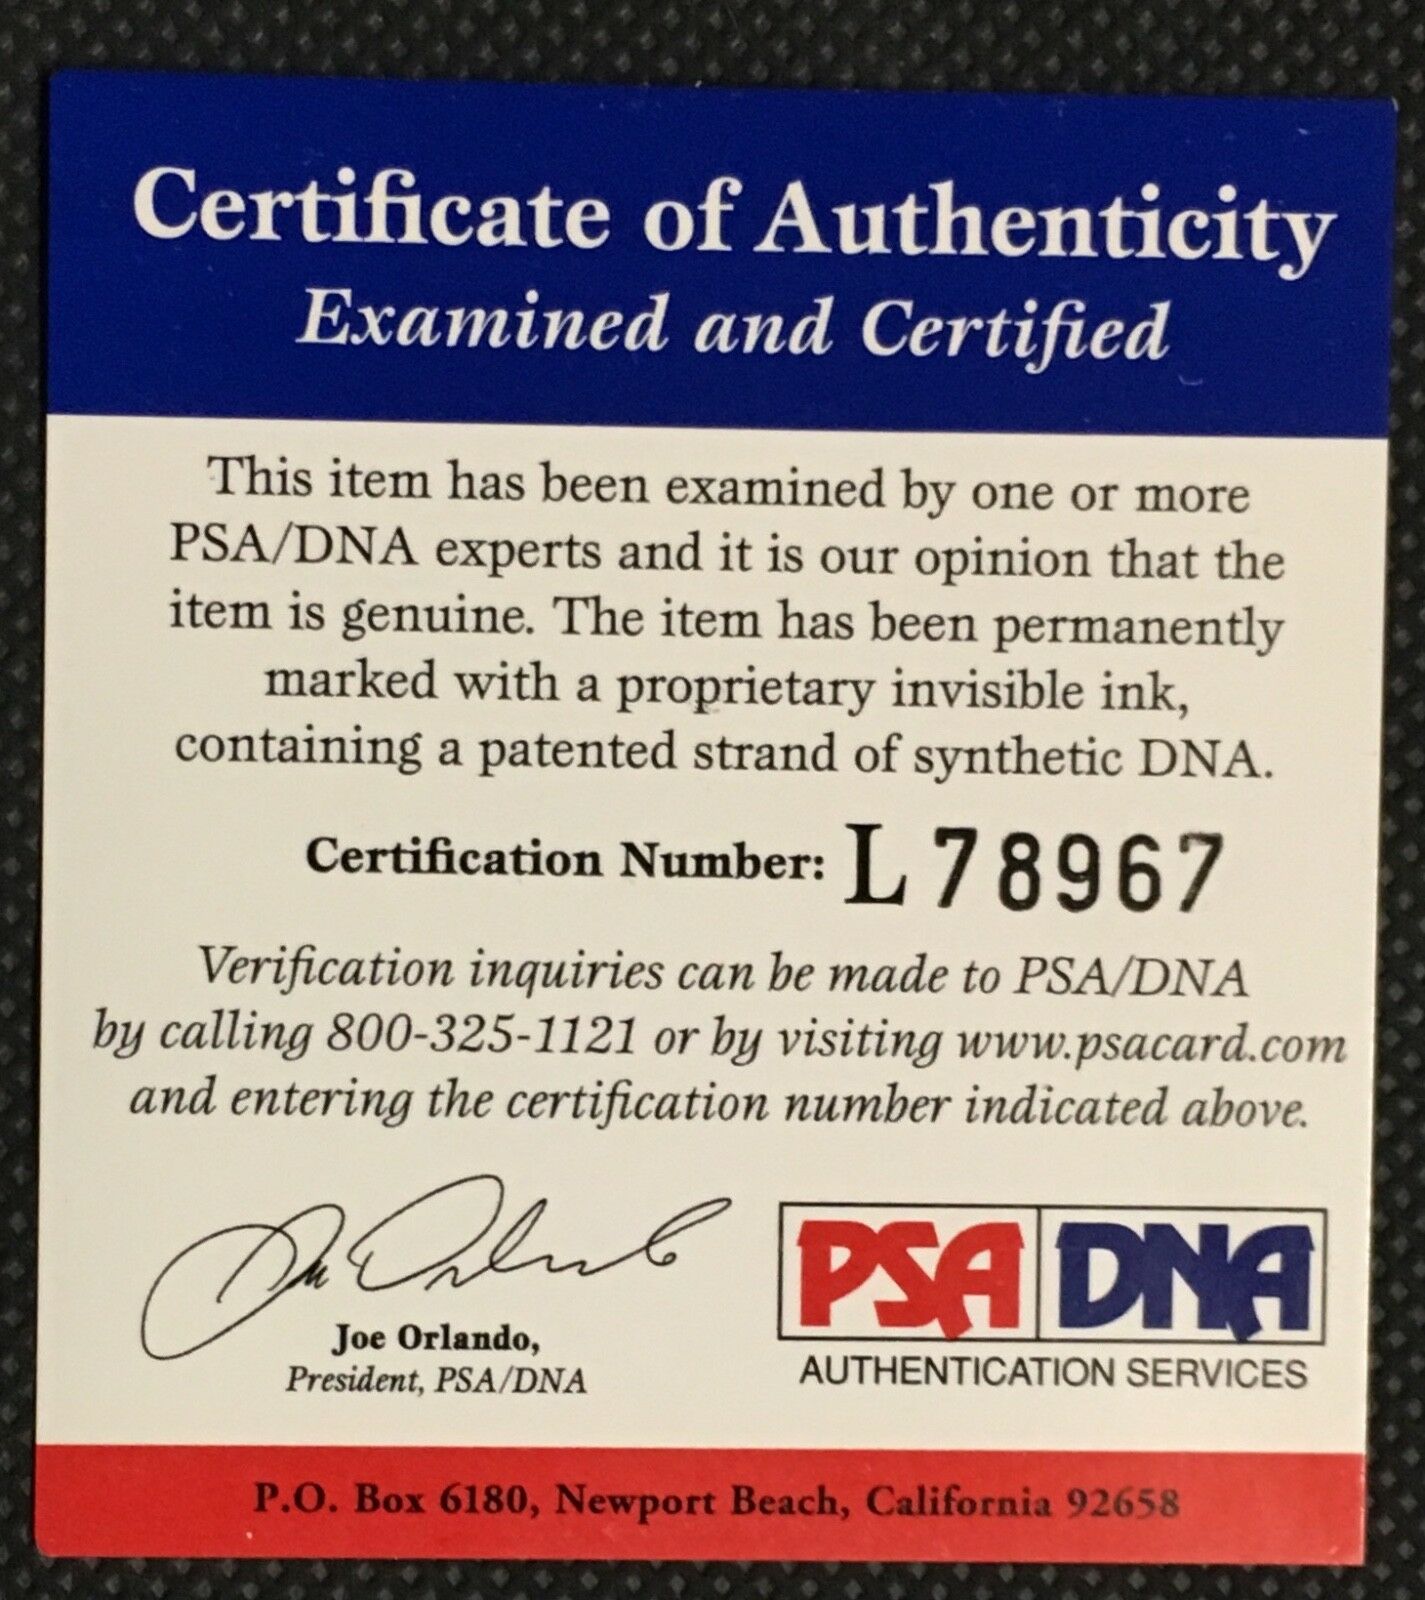 Certificate of Authenticity
Examined and Certified
This item has been examined by one or more
PSA/DNA experts and it is our opinion that the
item is genuine. The item has been permanently
marked with a proprietary invisible ink,
containing a patented strand of synthetic DNA.
Certification Number: L78967
Verification inquiries can be made to PSA/DNA
by calling 800-325-1121 or by visiting www.psacard.com
and entering the certification number indicated above.
Joe Orlando
Joe Orlando,
President, PSA/DNA
PSA DNA
AUTHENTICATION SERVICES
P.O. Box 6180, Newport Beach, California 92658